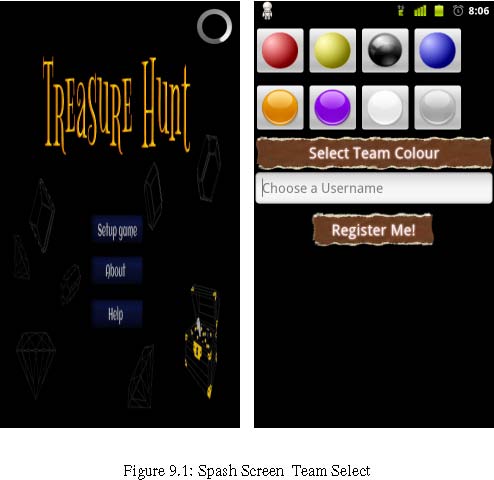 Treasure Hunt
Setup game
About
Help
8:06
Select Team Colour
Choose a Username
Register Me!
Figure 9.1: Spash Screen Team Select